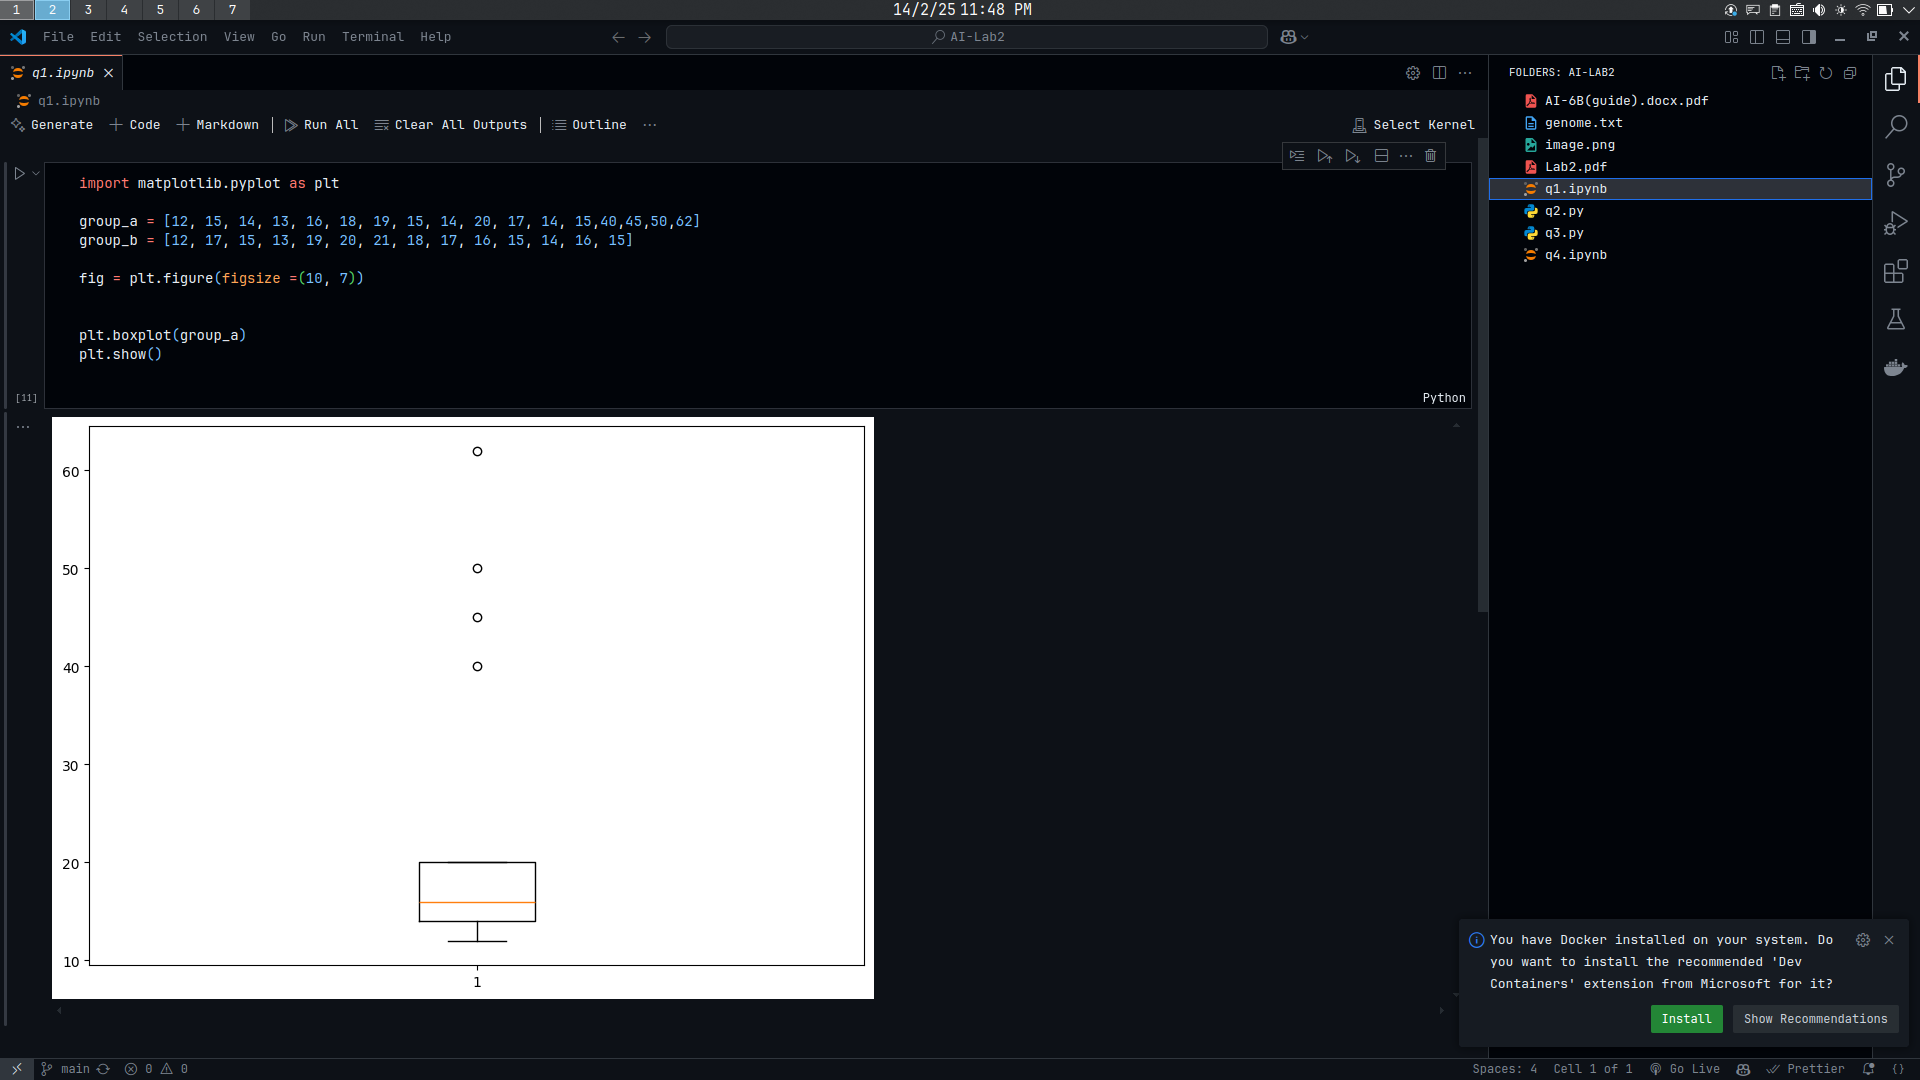 1 2 3 4 5 6 7
14/2/25 11:48 PM
File Edit Selection View Go Run Terminal Help
AI-Lab2
q1.ipynb
q1.ipynb
Generate + Code + Markdown | Run All Clear All Outputs | Outline ...
Select Kernel
import matplotlib.pyplot as plt
group_a = [12, 15, 14, 13, 16, 18, 19, 15, 14, 20, 17, 14, 15,40,45,50,62]
group_b = [12, 17, 15, 13, 19, 20, 21, 18, 17, 16, 15, 14, 16, 15]
fig = plt.figure(figsize =(10, 7))
plt.boxplot(group_a)
plt.show()
[11]
Python
60
50
40
30
20
10
1
FOLDERS: AI-LAB2
AI-6B(guide).docx.pdf
genome.txt
image.png
Lab2.pdf
q1.ipynb
q2.py
q3.py
q4.ipynb
You have Docker installed on your system. Do
you want to install the recommended 'Dev
Containers' extension from Microsoft for it?
Install Show Recommendations
main 0 0
Spaces: 4 Cell 1 of 1 Go Live Prettier {}